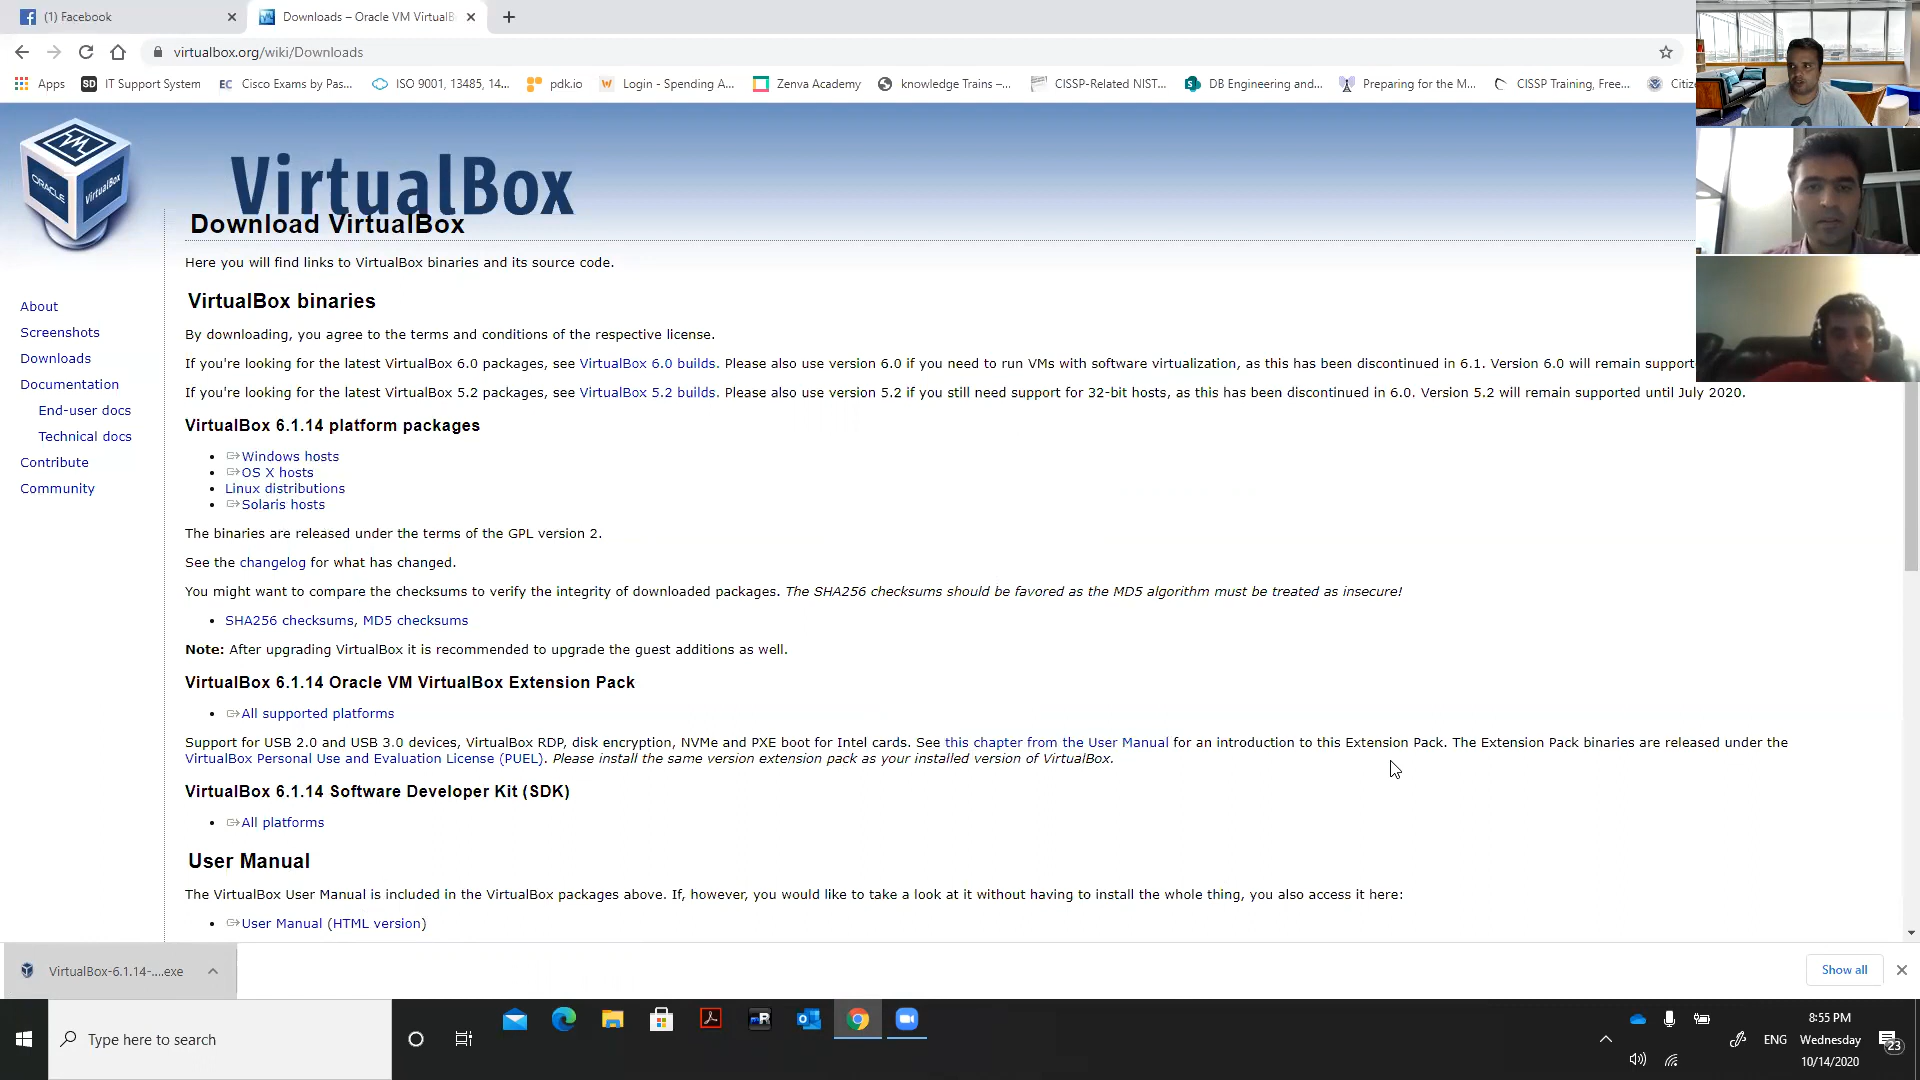 (1) Facebook
Downloads – Oracle VM VirtualB
virtualbox.org/wiki/Downloads
Apps
SD IT Support System
EC Cisco Exams by Pas...
ISO 9001, 13485, 14...
pdk.io
W Login - Spending A...
Zenva Academy
knowledge Trains –...
CISSP-Related NIST...
S DB Engineering and...
Preparing for the M...
CISSP Training, Free...
Citiz
ORACLE
VirtualBox
VirtualBox
Download VirtualBox
Here you will find links to VirtualBox binaries and its source code.
VirtualBox binaries
By downloading, you agree to the terms and conditions of the respective license.
If you're looking for the latest VirtualBox 6.0 packages, see VirtualBox 6.0 builds. Please also use version 6.0 if you need to run VMs with software virtualization, as this has been discontinued in 6.1. Version 6.0 will remain support
If you're looking for the latest VirtualBox 5.2 packages, see VirtualBox 5.2 builds. Please also use version 5.2 if you still need support for 32-bit hosts, as this has been discontinued in 6.0. Version 5.2 will remain supported until July 2020.
About
Screenshots
Downloads
Documentation
End-user docs
Technical docs
Contribute
Community
VirtualBox 6.1.14 platform packages
Windows hosts
OS X hosts
Linux distributions
Solaris hosts
The binaries are released under the terms of the GPL version 2.
See the changelog for what has changed.
You might want to compare the checksums to verify the integrity of downloaded packages. The SHA256 checksums should be favored as the MD5 algorithm must be treated as insecure!
SHA256 checksums, MD5 checksums
Note: After upgrading VirtualBox it is recommended to upgrade the guest additions as well.
VirtualBox 6.1.14 Oracle VM VirtualBox Extension Pack
All supported platforms
Support for USB 2.0 and USB 3.0 devices, VirtualBox RDP, disk encryption, NVMe and PXE boot for Intel cards. See this chapter from the User Manual for an introduction to this Extension Pack. The Extension Pack binaries are released under the
VirtualBox Personal Use and Evaluation License (PUEL). Please install the same version extension pack as your installed version of VirtualBox.
VirtualBox 6.1.14 Software Developer Kit (SDK)
All platforms
User Manual
The VirtualBox User Manual is included in the VirtualBox packages above. If, however, you would like to take a look at it without having to install the whole thing, you also access it here:
User Manual (HTML version)
VirtualBox-6.1.14-....exe
Show all
Type here to search
ENG
8:55 PM
Wednesday
10/14/2020
23